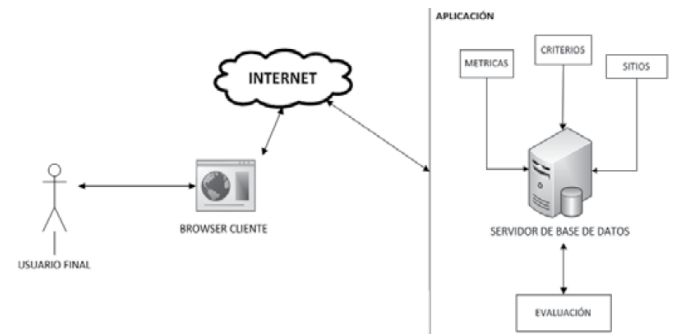 APLICACIÓN
METRICAS
CRITERIOS
SITIOS
INTERNET
BROWSER CLIENTE
USUARIO FINAL
SERVIDOR DE BASE DE DATOS
EVALUACIÓN